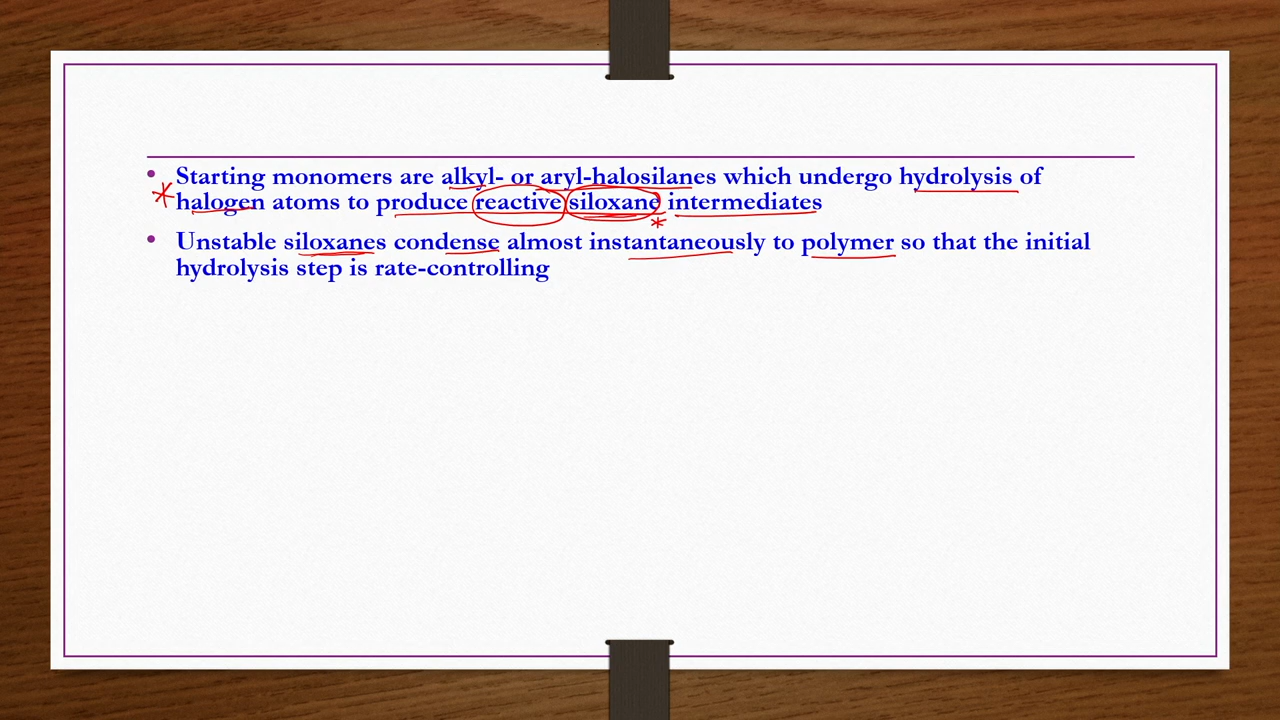 • Starting monomers are alkyl- or aryl-halosilanes which undergo hydrolysis of
halogen atoms to produce reactive siloxane intermediates
• Unstable siloxanes condense almost instantaneously to polymer so that the initial
hydrolysis step is rate-controlling